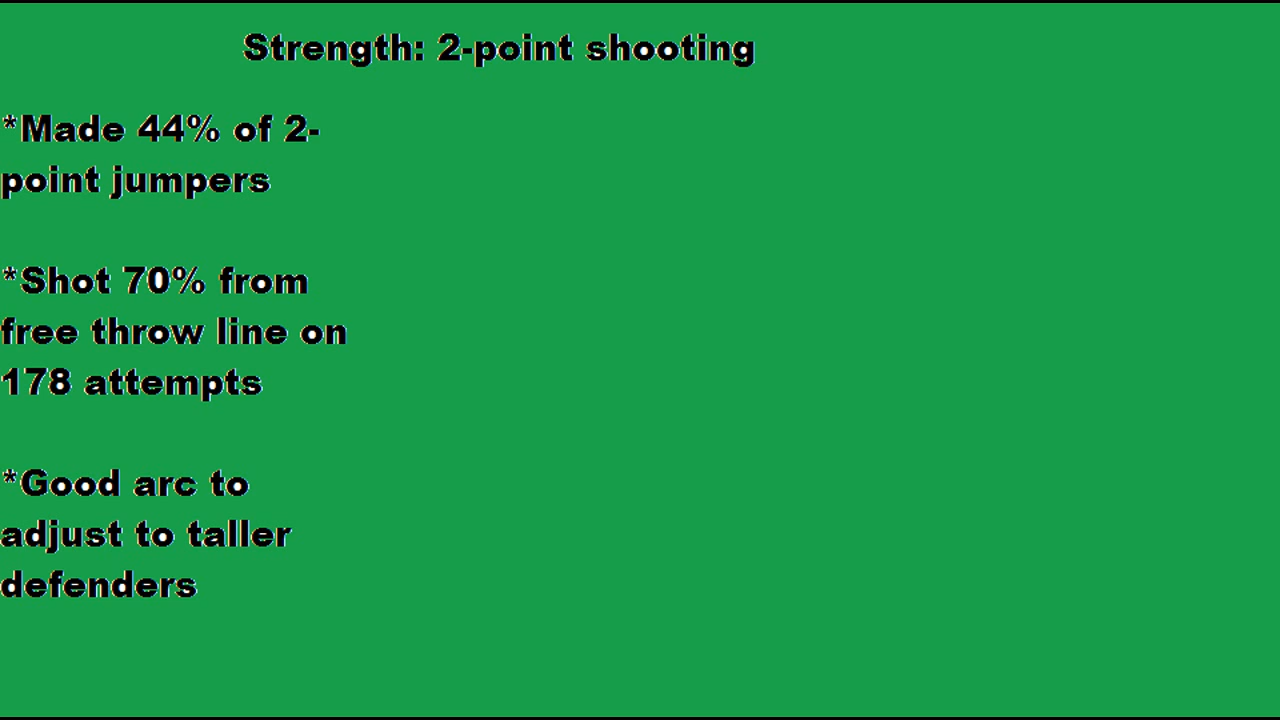 Strength: 2-point shooting
*Made 44% of 2-
point jumpers
*Shot 70% from
free throw line on
178 attempts
*Good arc to
adjust to taller
defenders